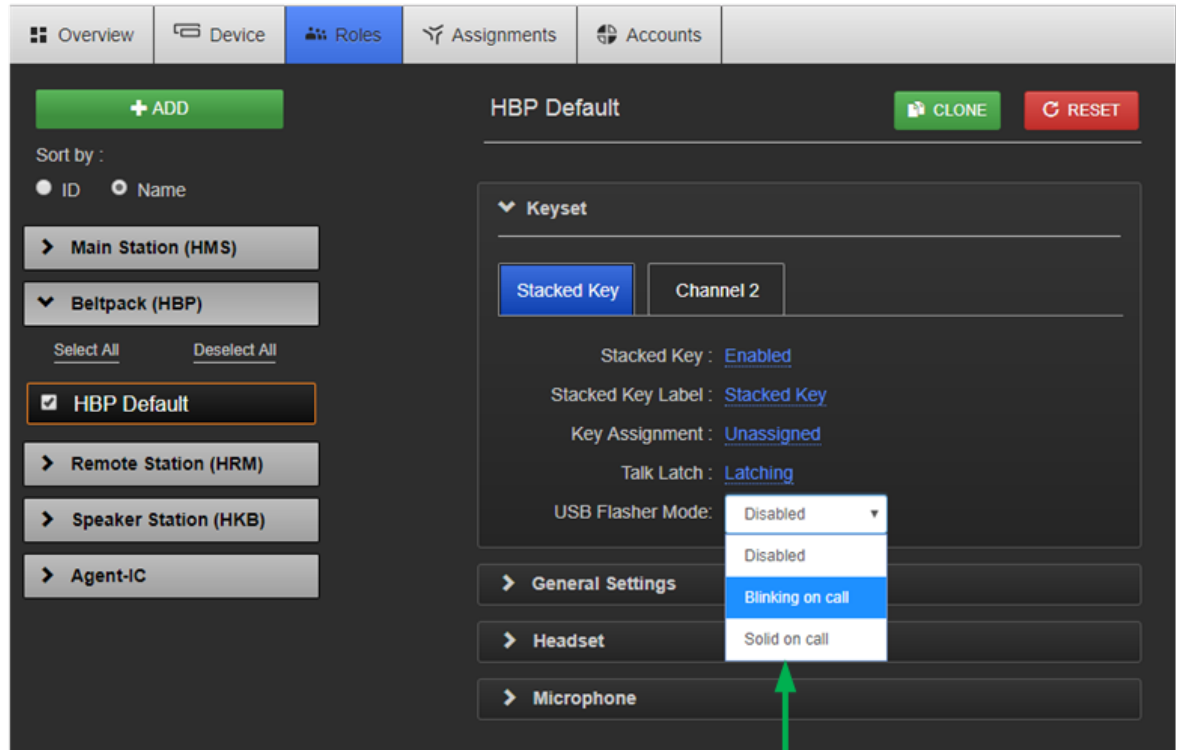 Overview Device Roles Assignments Accounts
ADD
Sort by :
ID Name
Main Station (HMS)
Beltpack (HBP)
Select All Deselect All
HBP Default
Remote Station (HRM)
Speaker Station (HKB)
Agent-IC
HBP Default CLONE RESET
Keyset
Stacked Key Channel 2
Stacked Key : Enabled
Stacked Key Label : Stacked Key
Key Assignment : Unassigned
Talk Latch : Latching
USB Flasher Mode: Disabled
Disabled
Blinking on call
Solid on call
General Settings
Headset
Microphone